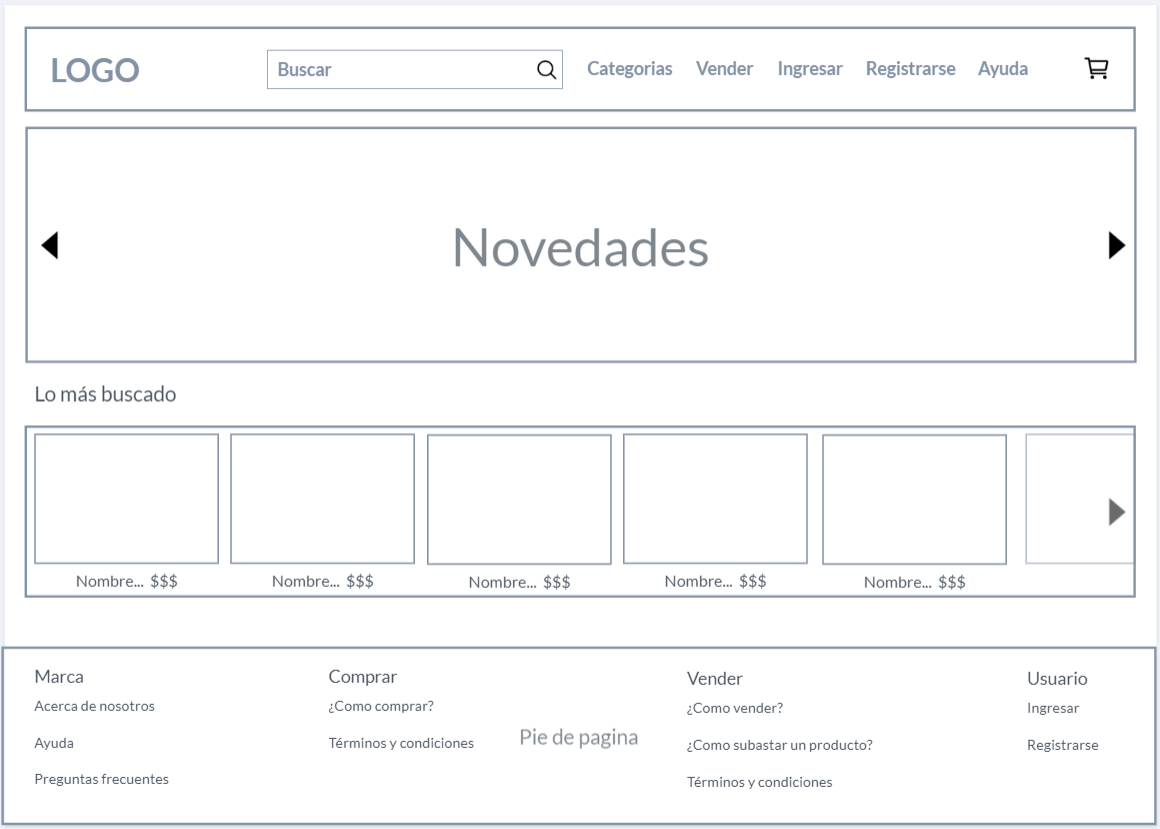 LOGO
Buscar
Categorias
Vender
Ingresar
Registrarse
Ayuda
Novedades
Lo más buscado
Nombre... $$$
Nombre... $$$
Nombre... $$$
Nombre... $$$
Nombre... $$$
Marca
Acerca de nosotros
Ayuda
Preguntas frecuentes
Comprar
¿Como comprar?
Términos y condiciones
Pie de pagina
Vender
¿Como vender?
¿Como subastar un producto?
Términos y condiciones
Usuario
Ingresar
Registrarse